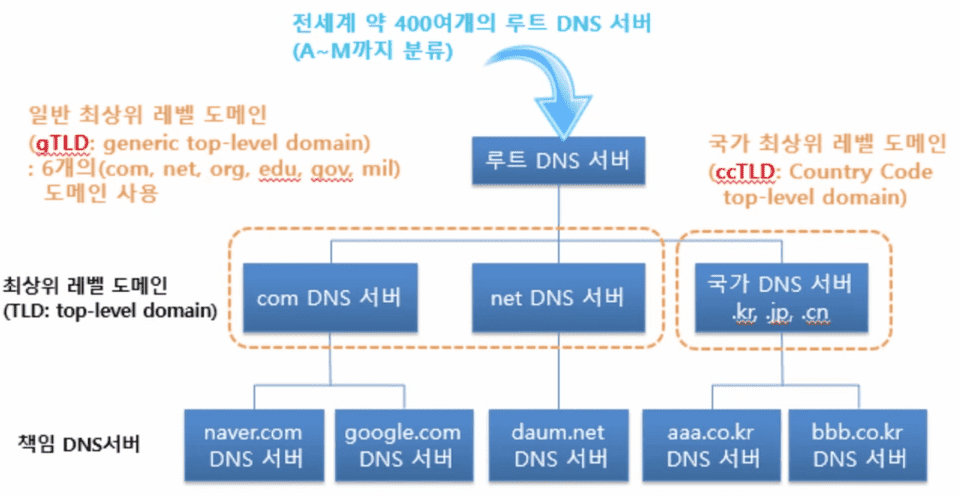 전세계 약 400여개의 루트 DNS 서버
(A~M까지 분류)
일반 최상위 레벨 도메인
(gTLD: generic top-level domain)
: 6개의(com, net, org, edu, gov, mil)
도메인 사용
루트 DNS 서버
국가 최상위 레벨 도메인
(ccTLD: Country Code
top-level domain)
최상위 레벨 도메인
(TLD: top-level domain)
com DNS 서버
net DNS 서버
국가 DNS 서버
.kr, .jp, .cn
책임 DNS서버
naver.com
DNS 서버
google.com
DNS 서버
daum.net
DNS 서버
aaa.co.kr
DNS 서버
bbb.co.kr
DNS 서버